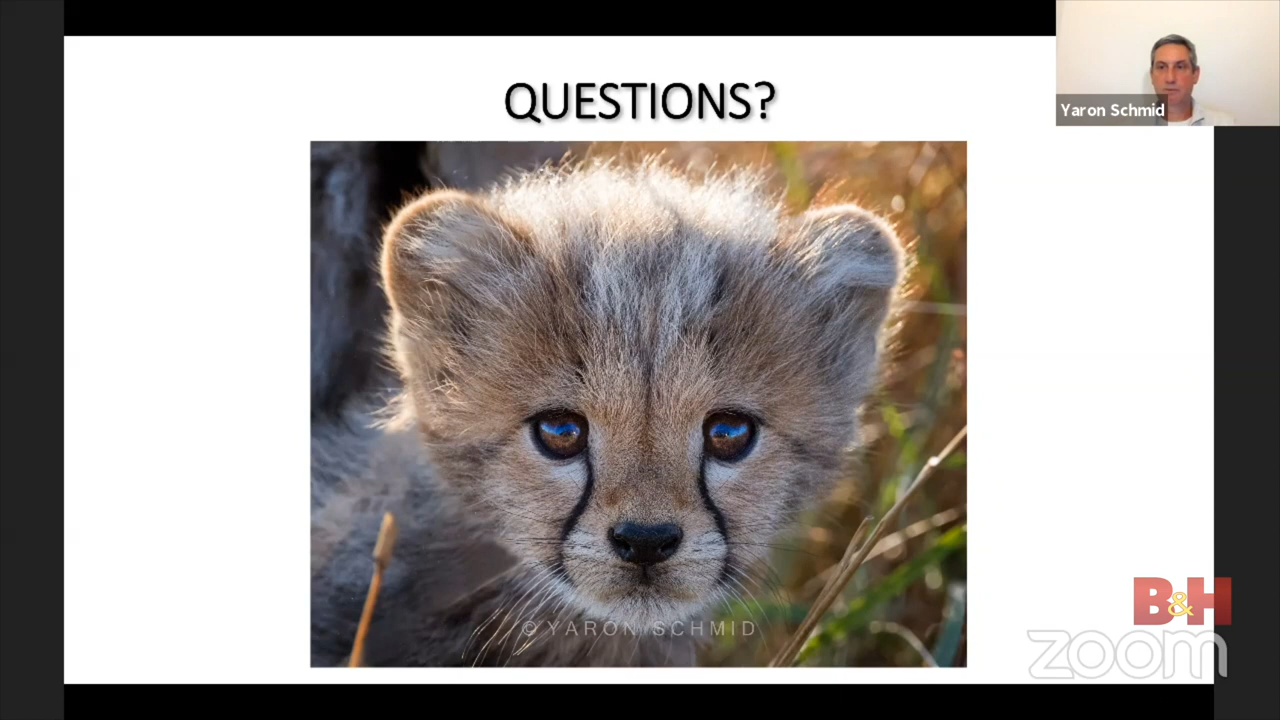 QUESTIONS?
Yaron Schmid
© YARON SCHMID
B&H
zoom